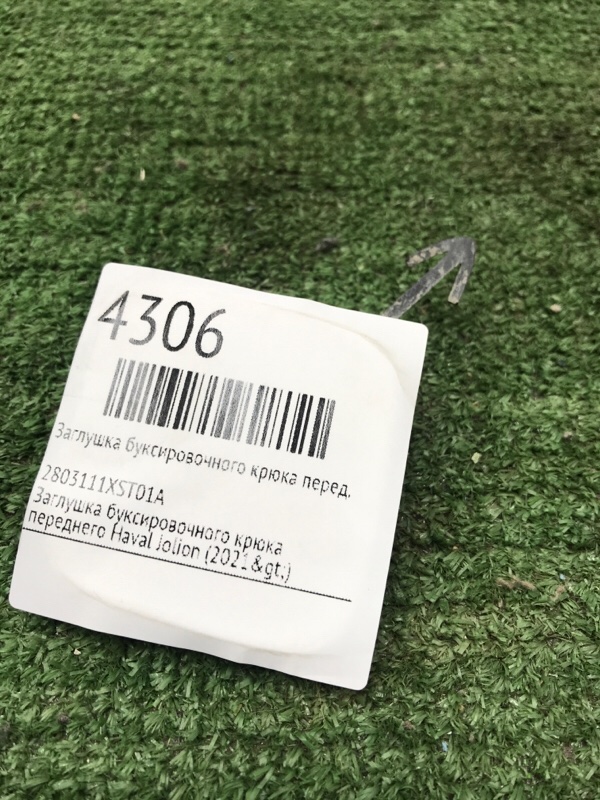 4306
Заглушка буксировочного крюка перед.
2803111XST01A
Заглушка буксировочного крюка
переднего Haval Jolion (2021&gt;)